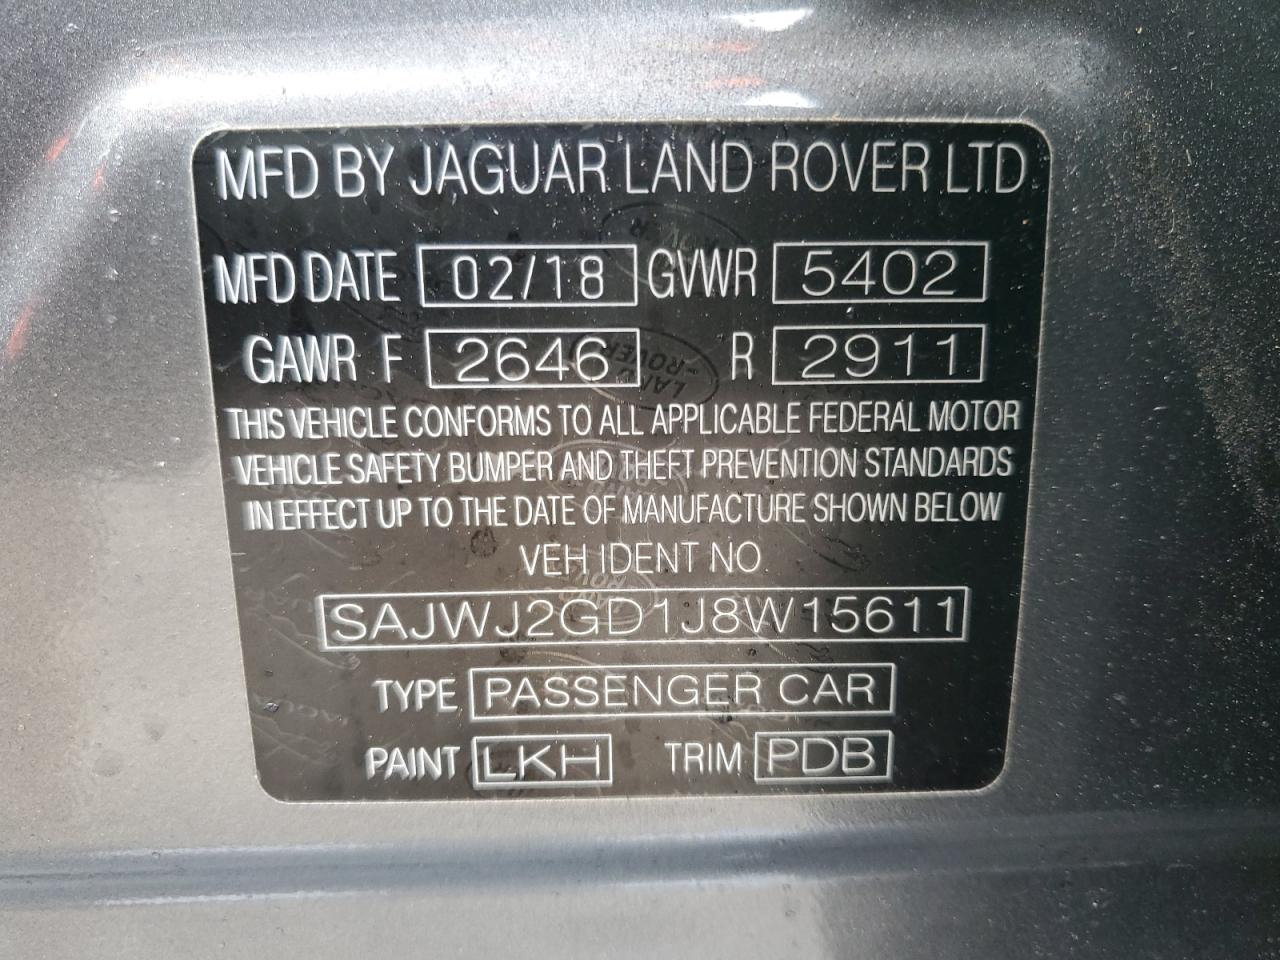 MFD BY JAGUAR LAND ROVER LTD
MFD DATE 02/18 GVWR 5402
GAWR F 2646 R 2911
THIS VEHICLE CONFORMS TO ALL APPLICABLE FEDERAL MOTOR
VEHICLE SAFETY BUMPER AND THEFT PREVENTION STANDARDS
IN EFFECT UP TO THE DATE OF MANUFACTURE SHOWN BELOW
VEH IDENT NO
SAJWJ2GD1J8W15611
TYPE PASSENGER CAR
PAINT LKH TRIM PDB